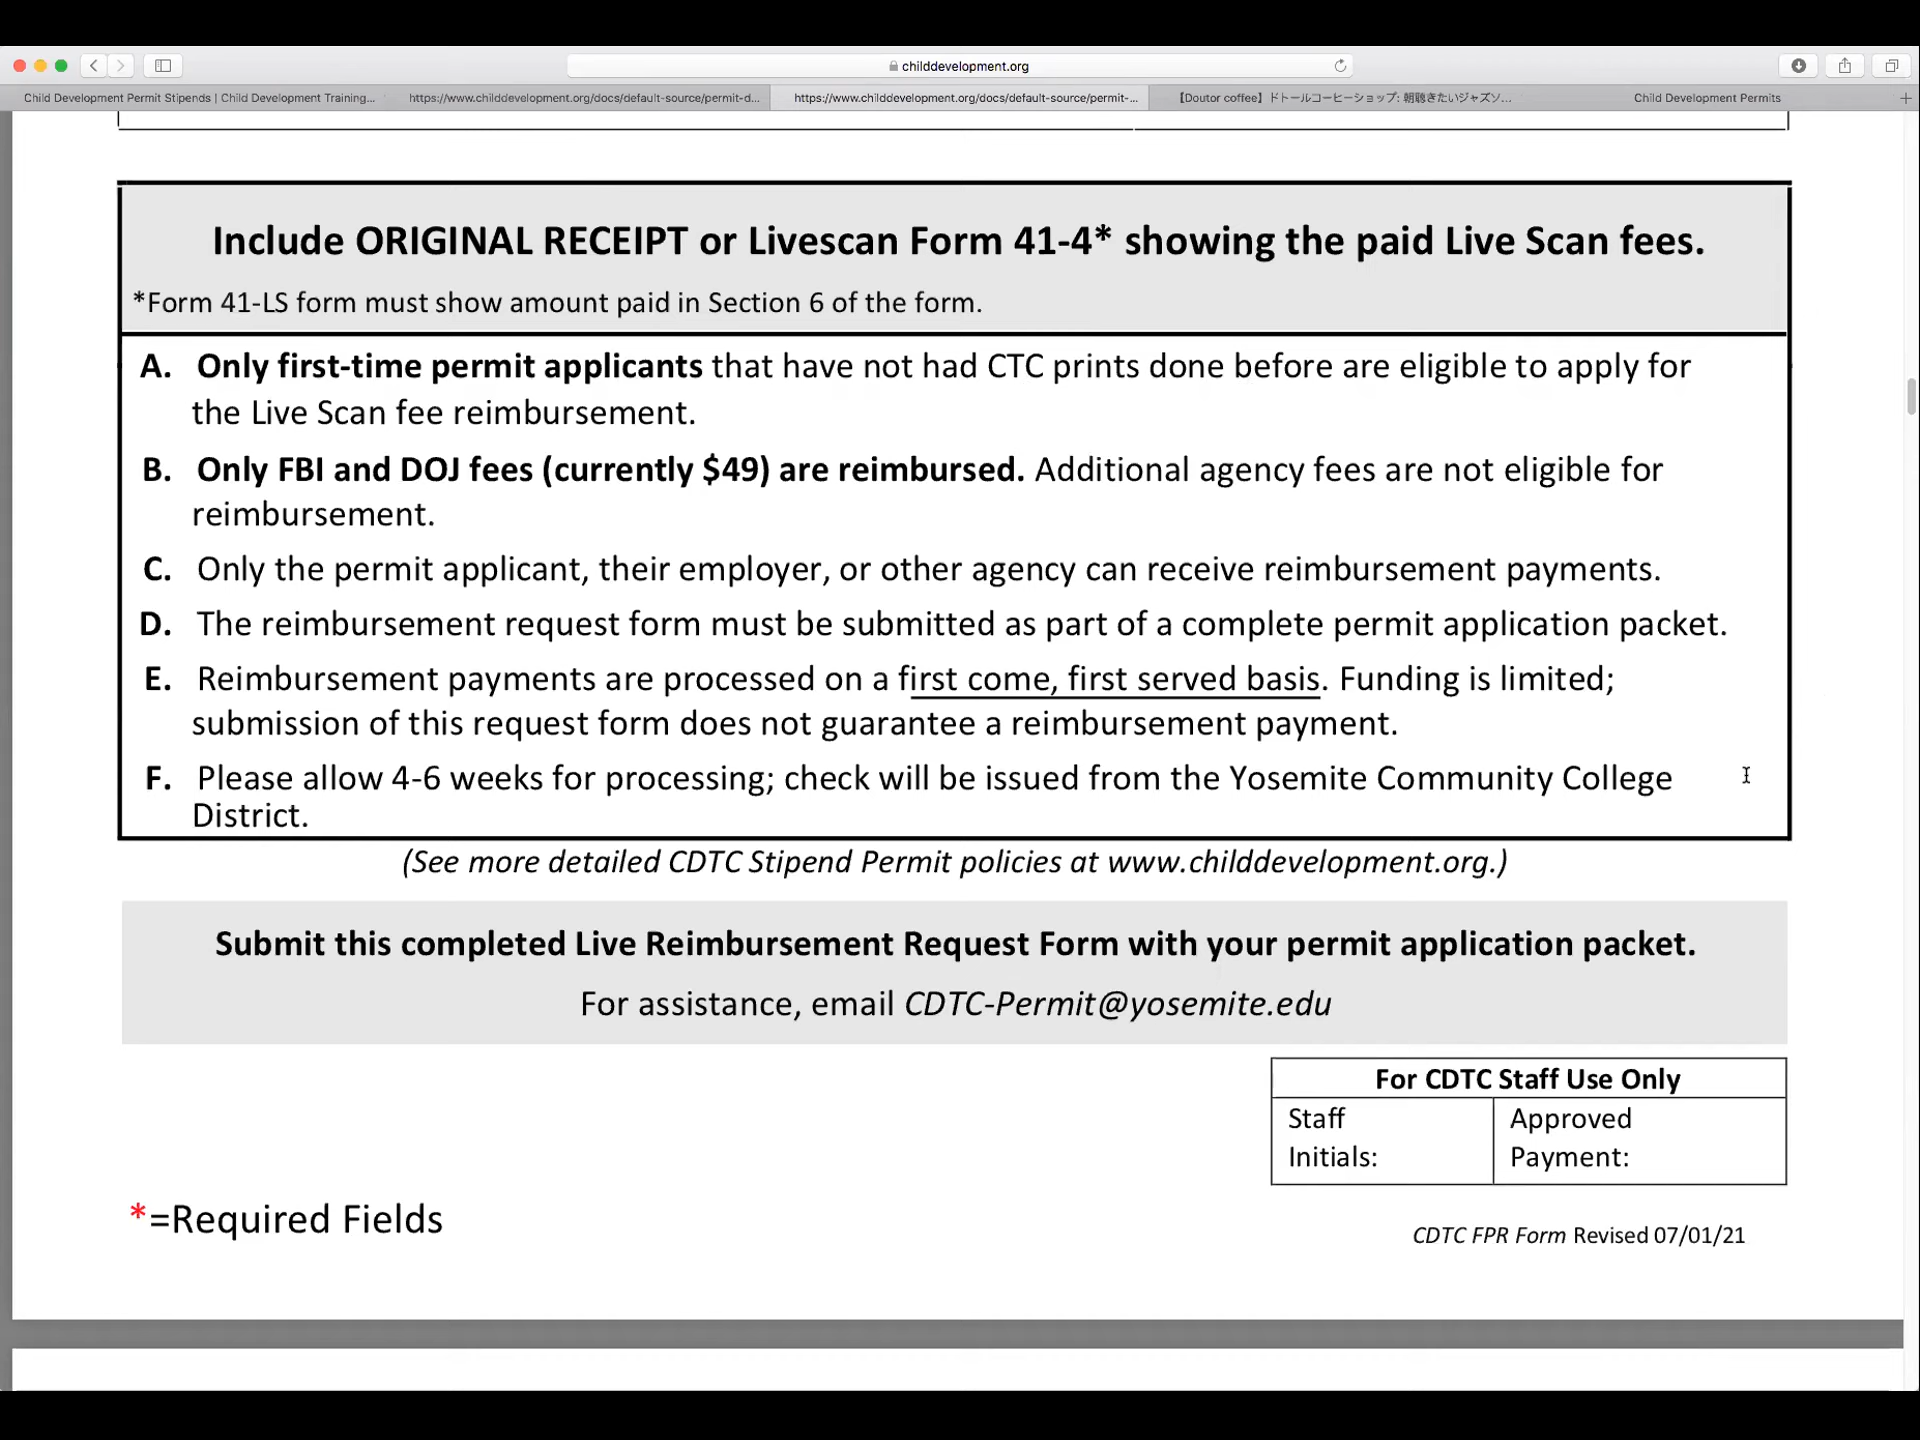 childdevelopment.org
Child Development Permit Stipends | Child Development Training...
https://www.childdevelopment.org/docs/default-source/permit-d...
https://www.childdevelopment.org/docs/default-source/permit-...
【Doutor coffee】ドトールコーヒーショップ: 朝聴きたいジャズソ...
Child Development Permits
Include ORIGINAL RECEIPT or Livescan Form 41-4* showing the paid Live Scan fees.
*Form 41-LS form must show amount paid in Section 6 of the form.
A. Only first-time permit applicants that have not had CTC prints done before are eligible to apply for
the Live Scan fee reimbursement.
B. Only FBI and DOJ fees (currently $49) are reimbursed. Additional agency fees are not eligible for
reimbursement.
C. Only the permit applicant, their employer, or other agency can receive reimbursement payments.
D. The reimbursement request form must be submitted as part of a complete permit application packet.
E. Reimbursement payments are processed on a first come, first served basis. Funding is limited;
submission of this request form does not guarantee a reimbursement payment.
F. Please allow 4-6 weeks for processing; check will be issued from the Yosemite Community College
District.
(See more detailed CDTC Stipend Permit policies at www.childdevelopment.org.)
Submit this completed Live Reimbursement Request Form with your permit application packet.
For assistance, email CDTC-Permit@yosemite.edu
For CDTC Staff Use Only
Staff
Initials:
Approved
Payment:
*=Required Fields
CDTC FPR Form Revised 07/01/21